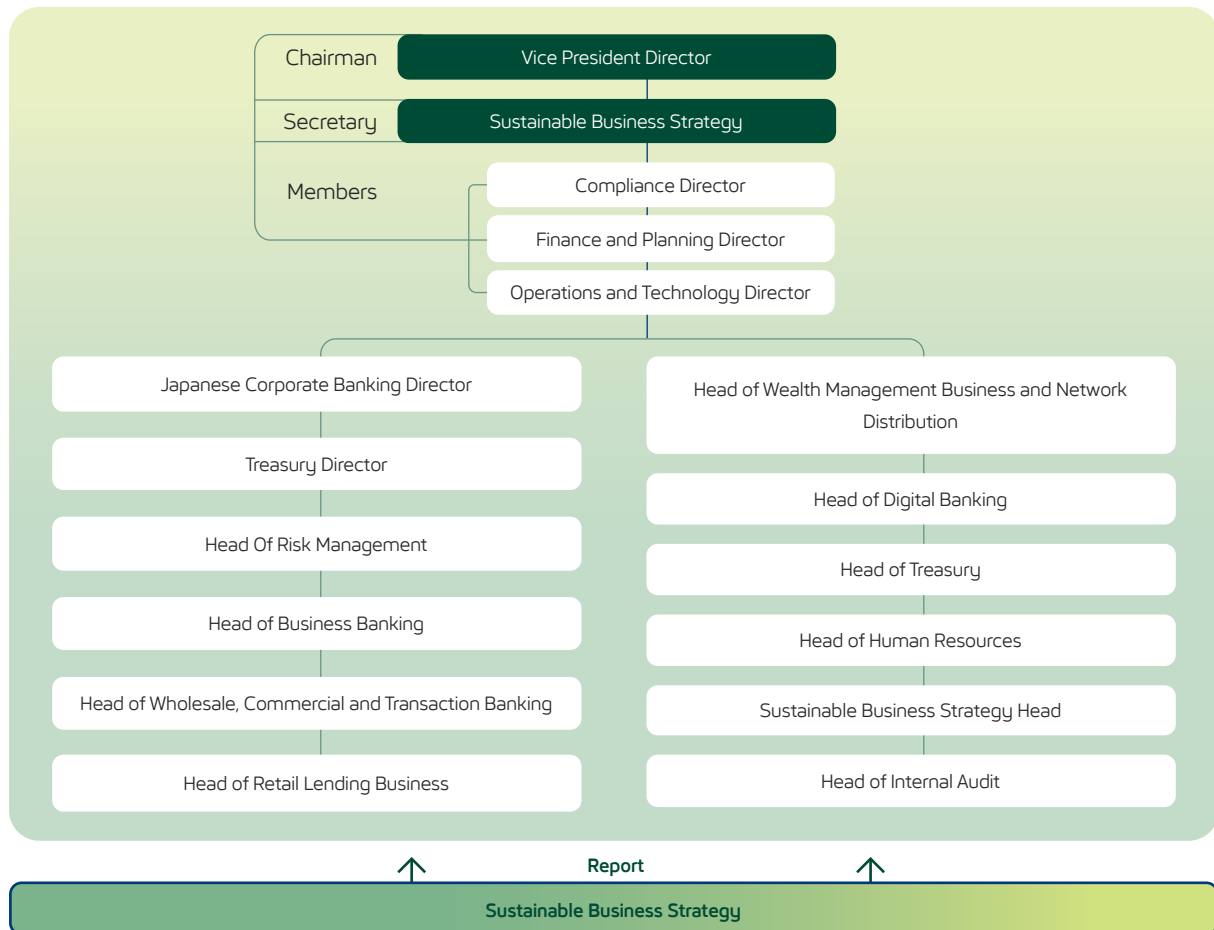 Chairman
Vice President Director
Secretary
Sustainable Business Strategy
Members
Compliance Director
Finance and Planning Director
Operations and Technology Director
Japanese Corporate Banking Director
Treasury Director
Head Of Risk Management
Head of Business Banking
Head of Wholesale, Commercial and Transaction Banking
Head of Retail Lending Business
Head of Wealth Management Business and Network
Distribution
Head of Digital Banking
Head of Treasury
Head of Human Resources
Sustainable Business Strategy Head
Head of Internal Audit
Report
Sustainable Business Strategy